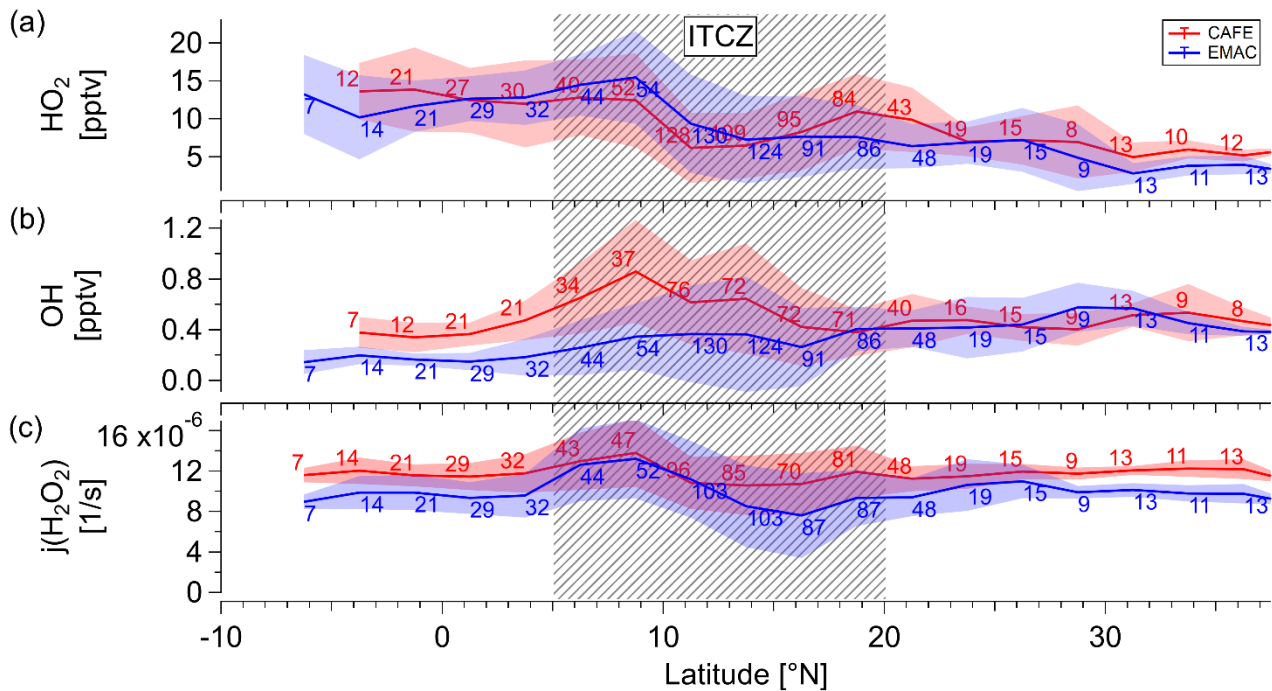 (a)
ITCZ
CAFE
EMAC
20
15
10
5
HO2
[pptv]
12 21 27 30 40 52 128 109 95 84 43 19 15 8 13 10 12
7 14 21 29 32 44 54 130 124 91 86 48 19 15 9 13 11 13
(b)
1.2
0.8
0.4
0.0
OH
[pptv]
7 12 21 21 34 37 76 72 72 71 40 16 15 9 13 9 8
7 14 21 29 32 44 54 130 124 91 86 48 19 15 9 13 11 13
(c)
16 x10-6
12
8
4
0
j(H2O2)
[1/s]
7 14 21 29 32 43 47 96 85 70 81 48 19 15 9 13 11 13
7 14 21 29 32 44 52 103 103 87 87 48 19 15 9 13 11 13
-10 0 10 20 30
Latitude [°N]